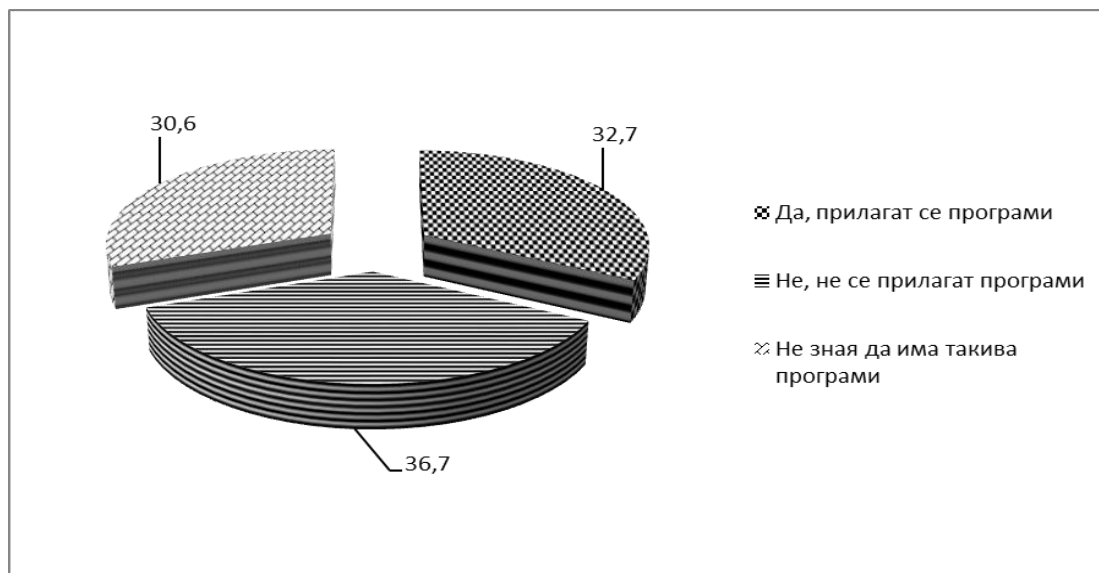 30,6
32,7
Да, прилагат се програми
Не, не се прилагат програми
Не зная да има такива
програми
36,7